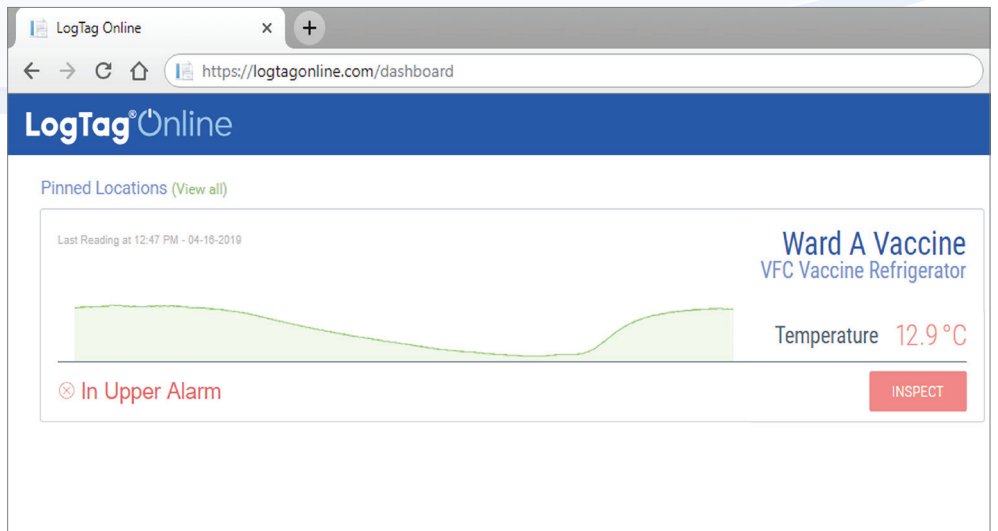 LogTag Online
https://logtagonline.com/dashboard
LogTag® Online
Pinned Locations (View all)
Last Reading at 12:47 PM - 04-16-2019
Ward A Vaccine
VFC Vaccine Refrigerator
Temperature 12.9 °C
In Upper Alarm
INSPECT